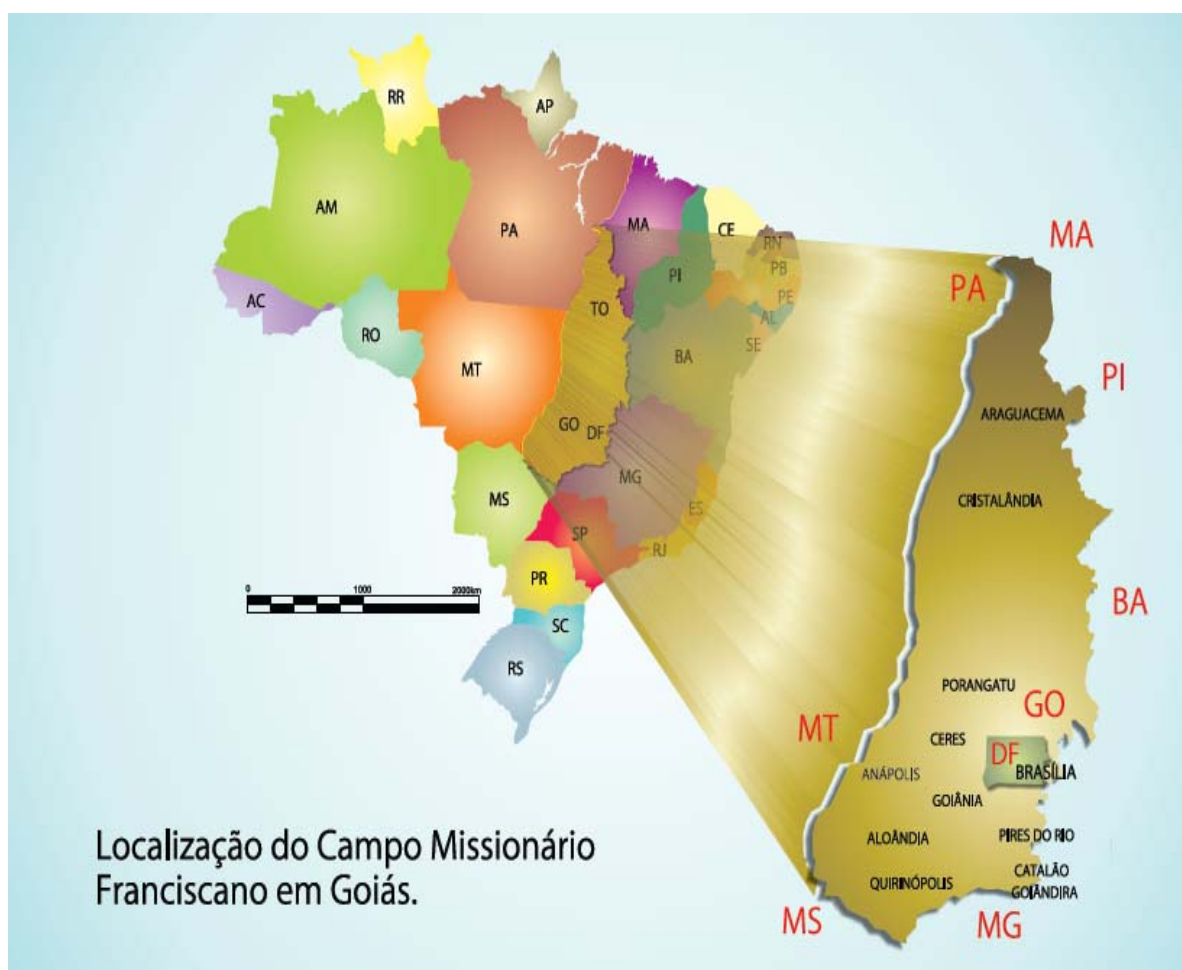 RR
AP
AM
PA
MA
CE
RN
PB
PI
PE
AC
TO
AL
RO
SE
BA
MT
GO
DF
MG
MS
ES
SP
RJ
PR
SC
RS
0 1000 2000km
MA
PA
PI
ARAGUACEMA
CRISTALÂNDIA
BA
PORANGATU
GO
MT
CERES
DF
BRASÍLIA
ANÁPOLIS
GOIÂNIA
ALOÂNDIA
PIRES DO RIO
CATALÃO
QUIRINÓPOLIS
GOIÂNDIRA
MS
MG
Localização do Campo Missionário
Franciscano em Goiás.